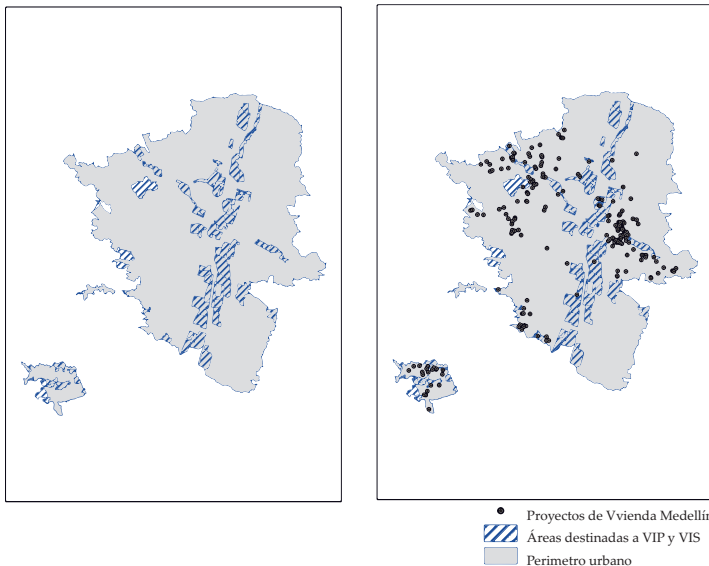 Proyectos de Vvienda Medellín
Áreas destinadas a VIP y VIS
Perimetro urbano